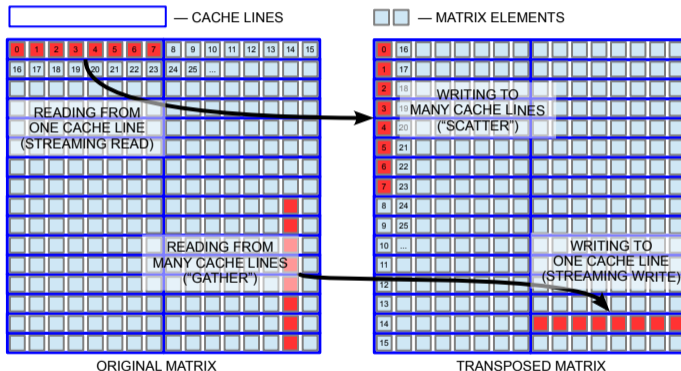 — CACHE LINES
— MATRIX ELEMENTS
0 1 2 3 4 5 6 7 8 9 10 11 12 13 14 15
16 17 18 19 20 21 22 23 24 25 ...
READING FROM
ONE CACHE LINE
(STREAMING READ)
READING FROM
MANY CACHE LINES
("GATHER")
ORIGINAL MATRIX
0 16
1 17
2 18
3 19
4 20
5 21
6 22
7 23
8 24
9 25
10 ...
11
12
13
14
15
WRITING TO
MANY CACHE LINES
("SCATTER")
WRITING TO
ONE CACHE LINE
(STREAMING WRITE)
TRANSPOSED MATRIX